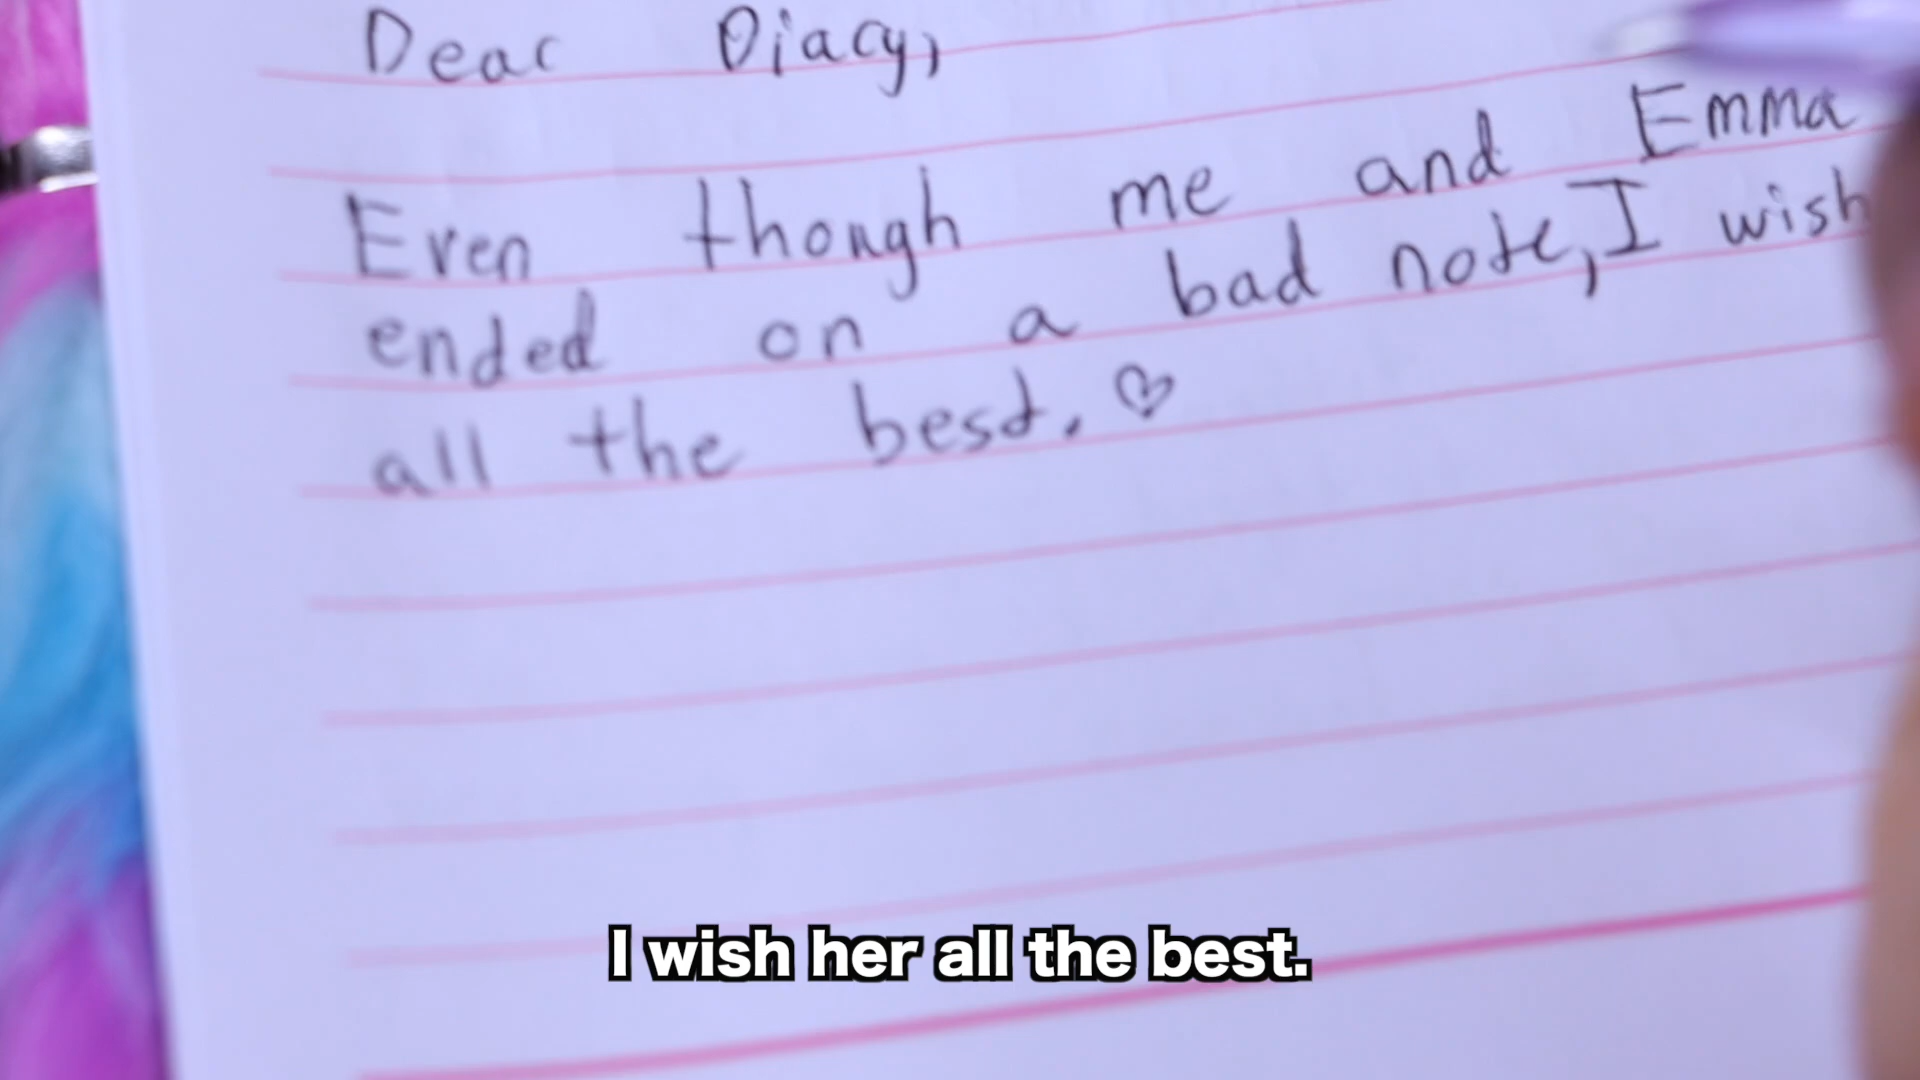 Dear Diary,
Even though me and Emma
ended on a bad note, I wish
all the best. ♡
I wish her all the best.